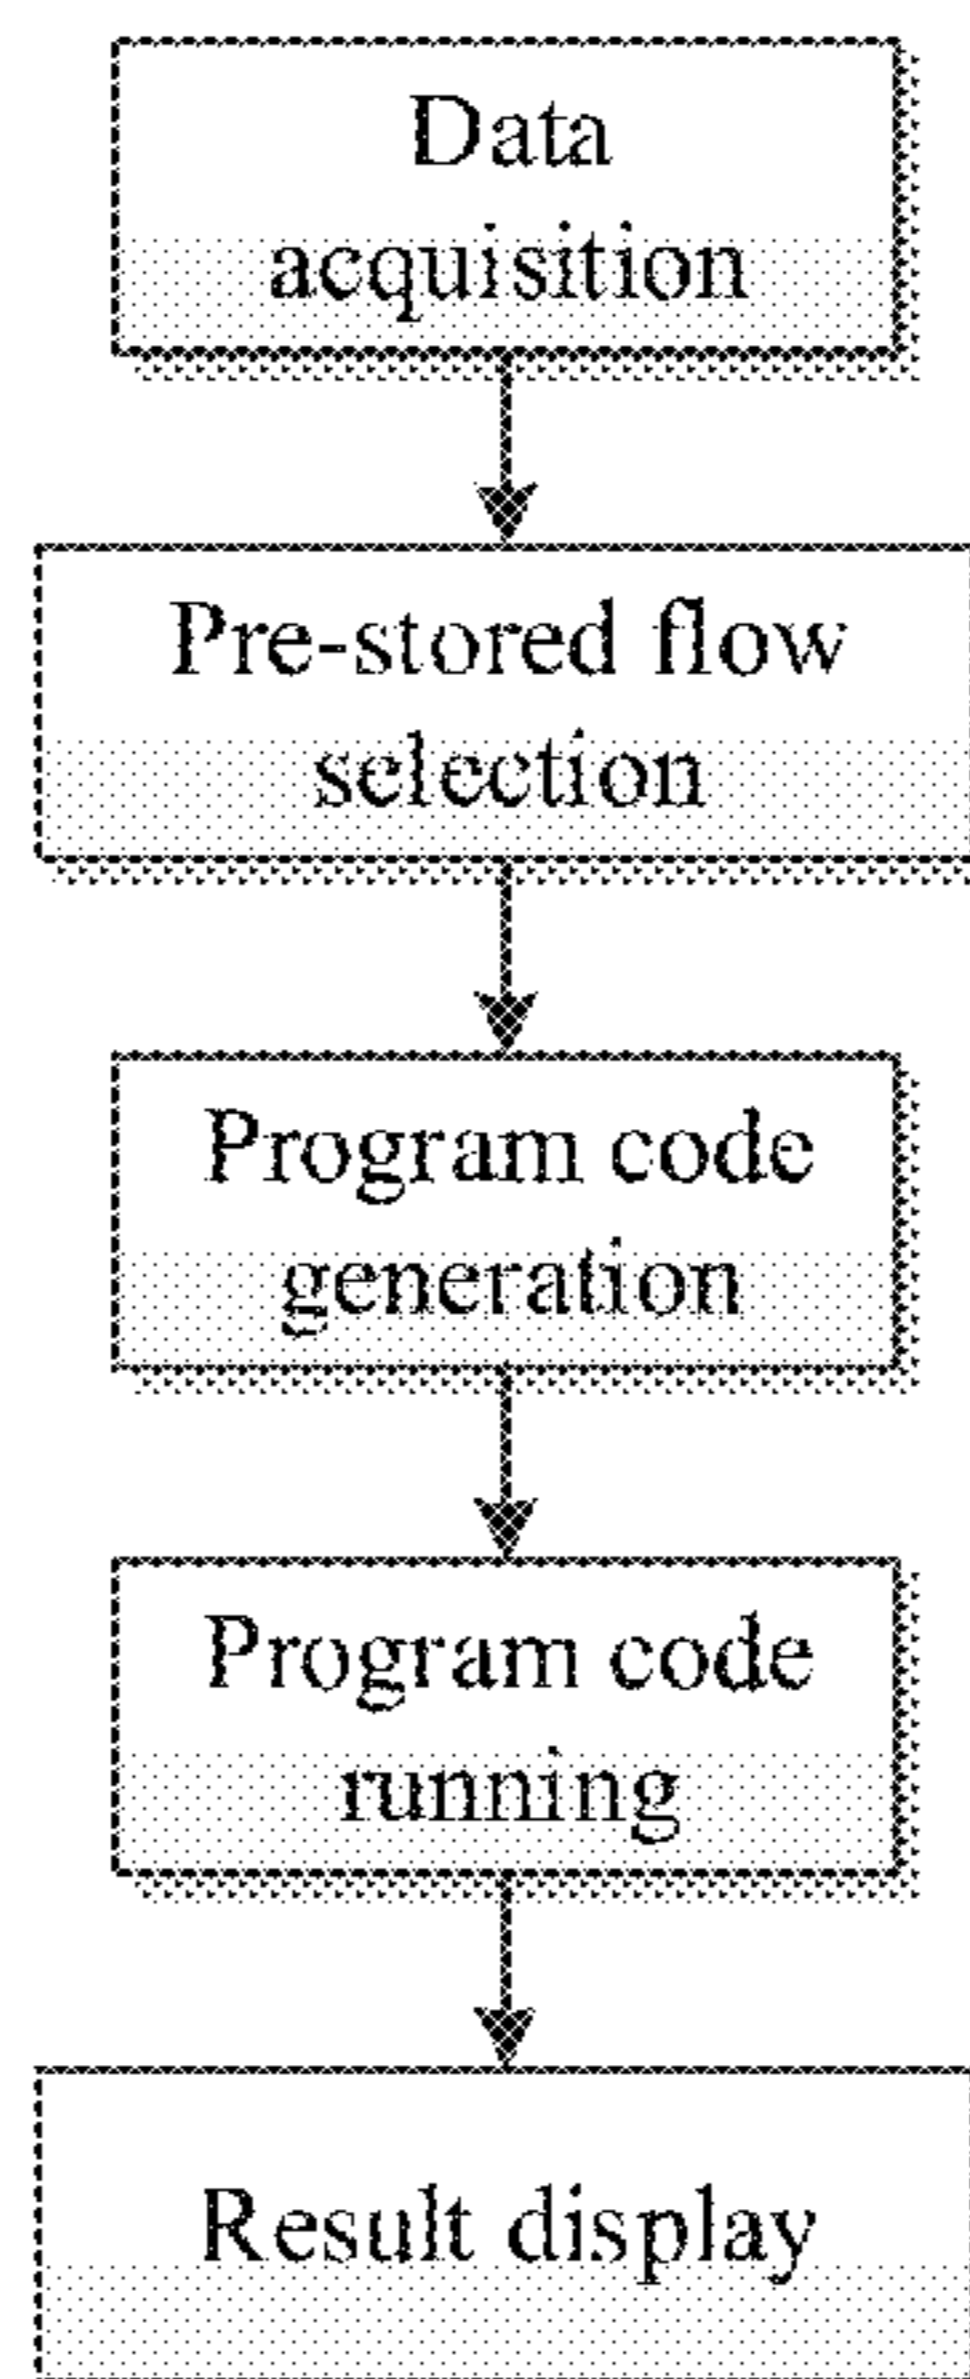 Data
acquisition
Pre-stored flow
selection
Program code
generation
Program code
running
Result display